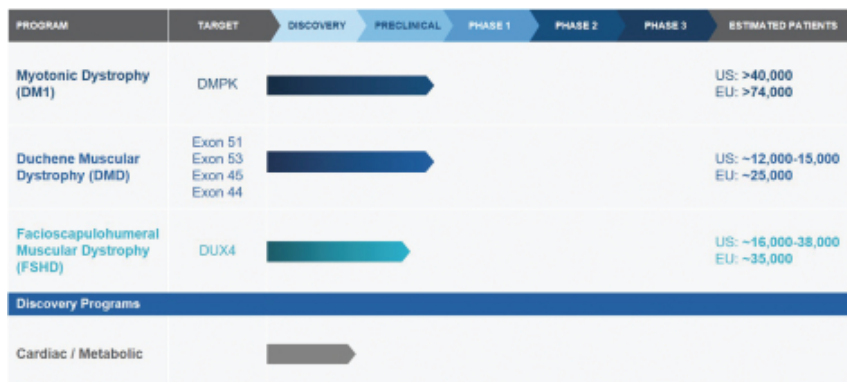 PROGRAM TARGET DISCOVERY PRECLINICAL PHASE 1 PHASE 2 PHASE 3 ESTIMATED PATIENTS
Myotonic Dystrophy
(DM1)
DMPK
US: >40,000
EU: >74,000
Duchene Muscular
Dystrophy (DMD)
Exon 51
Exon 53
Exon 45
Exon 44
US: ~12,000-15,000
EU: ~25,000
Facioscapulohumeral
Muscular Dystrophy
(FSHD)
DUX4
US: ~16,000-38,000
EU: ~35,000
Discovery Programs
Cardiac / Metabolic